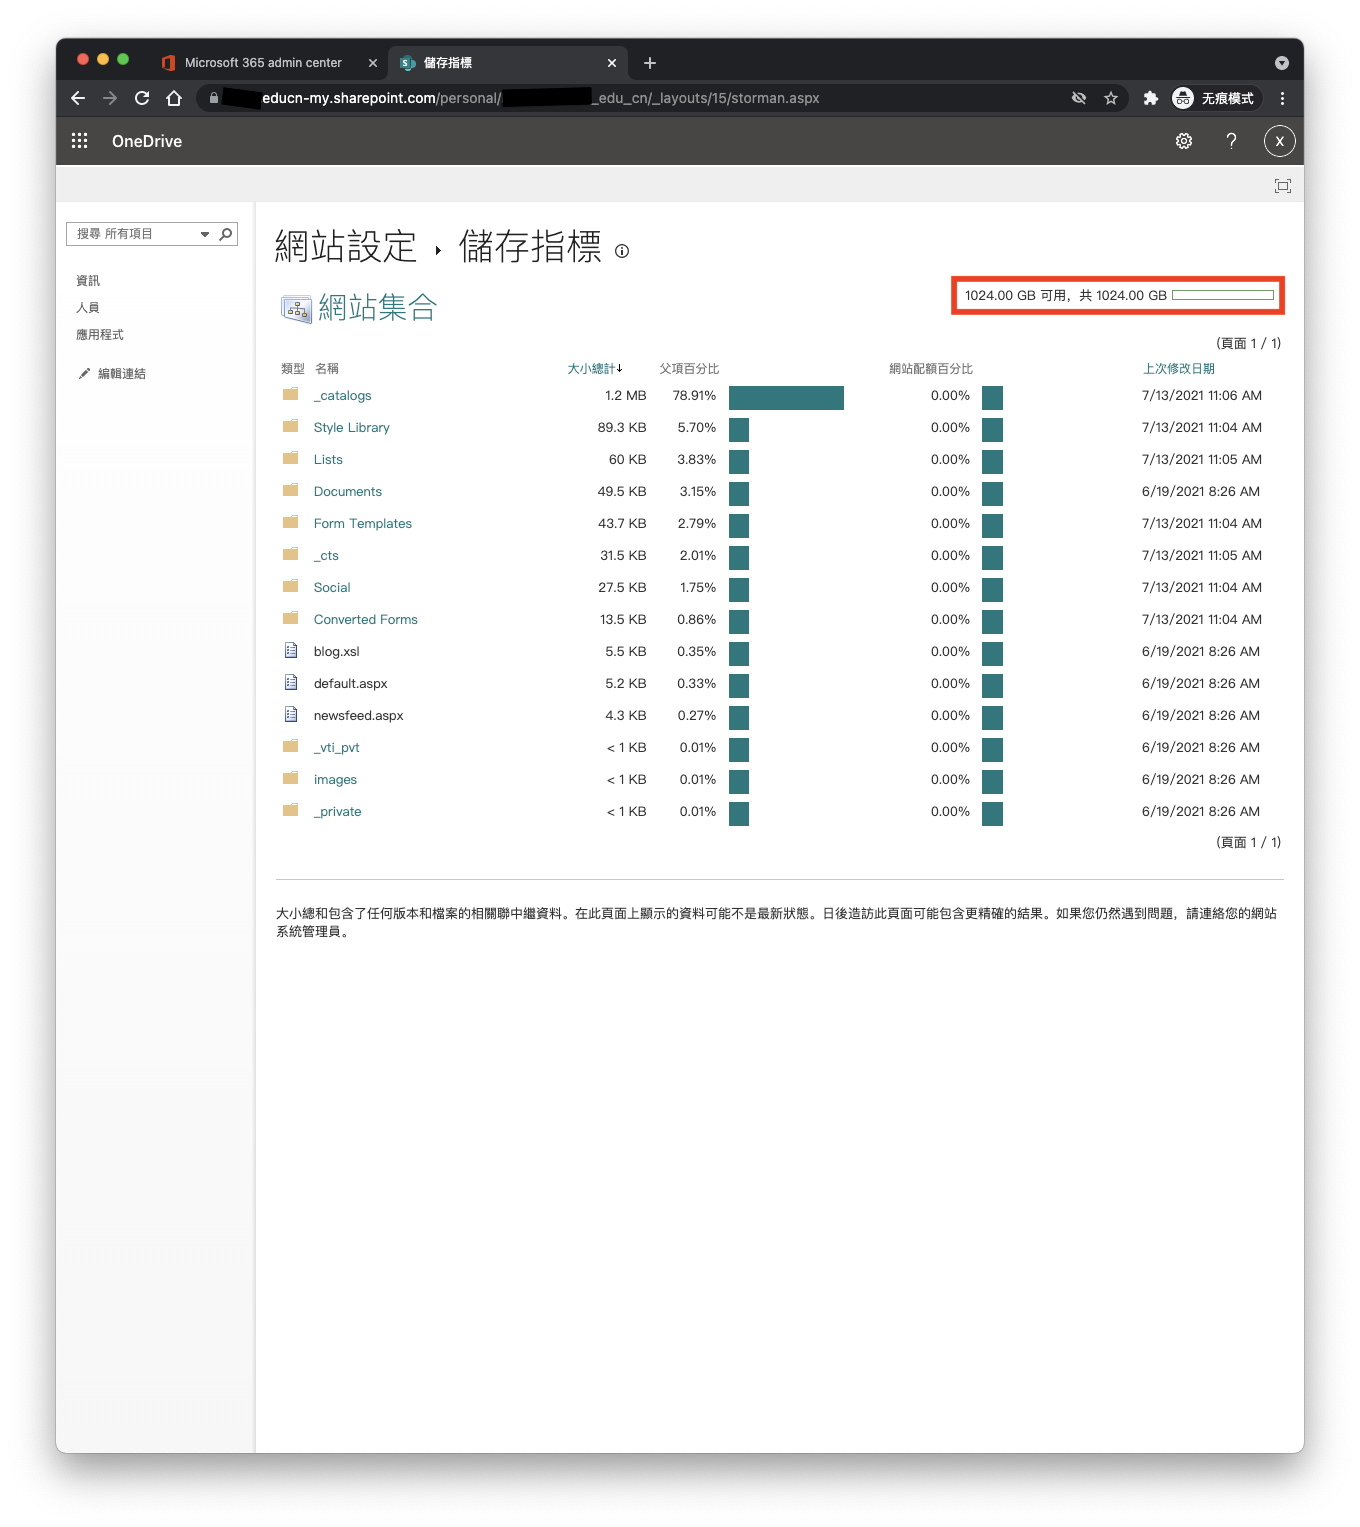 Microsoft 365 admin center
儲存指標
educn-my.sharepoint.com/personal/ _edu_cn/_layouts/15/storman.aspx
无痕模式
OneDrive
X
搜尋 所有項目
資訊
人員
應用程式
編輯連結
網站設定 ▸ 儲存指標
網站集合
1024.00 GB 可用，共 1024.00 GB
(頁面 1 / 1)
類型 名稱 大小總計↓ 父項百分比 網站配額百分比 上次修改日期
_catalogs 1.2 MB 78.91% 0.00% 7/13/2021 11:06 AM
Style Library 89.3 KB 5.70% 0.00% 7/13/2021 11:04 AM
Lists 60 KB 3.83% 0.00% 7/13/2021 11:05 AM
Documents 49.5 KB 3.15% 0.00% 6/19/2021 8:26 AM
Form Templates 43.7 KB 2.79% 0.00% 7/13/2021 11:04 AM
_cts 31.5 KB 2.01% 0.00% 7/13/2021 11:05 AM
Social 27.5 KB 1.75% 0.00% 7/13/2021 11:04 AM
Converted Forms 13.5 KB 0.86% 0.00% 7/13/2021 11:04 AM
blog.xsl 5.5 KB 0.35% 0.00% 6/19/2021 8:26 AM
default.aspx 5.2 KB 0.33% 0.00% 6/19/2021 8:26 AM
newsfeed.aspx 4.3 KB 0.27% 0.00% 6/19/2021 8:26 AM
_vti_pvt < 1 KB 0.01% 0.00% 6/19/2021 8:26 AM
images < 1 KB 0.01% 0.00% 6/19/2021 8:26 AM
_private < 1 KB 0.01% 0.00% 6/19/2021 8:26 AM
(頁面 1 / 1)
大小總和包含了任何版本和檔案的相關聯中繼資料。在此頁面上顯示的資料可能不是最新狀態。日後造訪此頁面可能包含更精確的結果。如果您仍然遇到問題，請連絡您的網站
系統管理員。